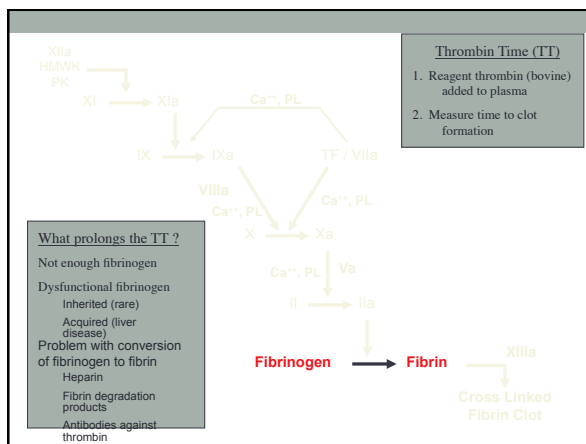 XIIa
HMWK
PK
XI
XIa
Ca⁺⁺, PL
IX
IXa
TF / VIIa
VIIIa
Ca⁺⁺, PL
Ca⁺⁺, PL
X
Xa
Ca⁺⁺, PL
Va
II
IIa
Fibrinogen
Fibrin
XIIIa
Cross Linked
Fibrin Clot
Thrombin Time (TT)
1. Reagent thrombin (bovine)
added to plasma
2. Measure time to clot
formation
What prolongs the TT ?
Not enough fibrinogen
Dysfunctional fibrinogen
Inherited (rare)
Acquired (liver
disease)
Problem with conversion
of fibrinogen to fibrin
Heparin
Fibrin degradation
products
Antibodies against
thrombin